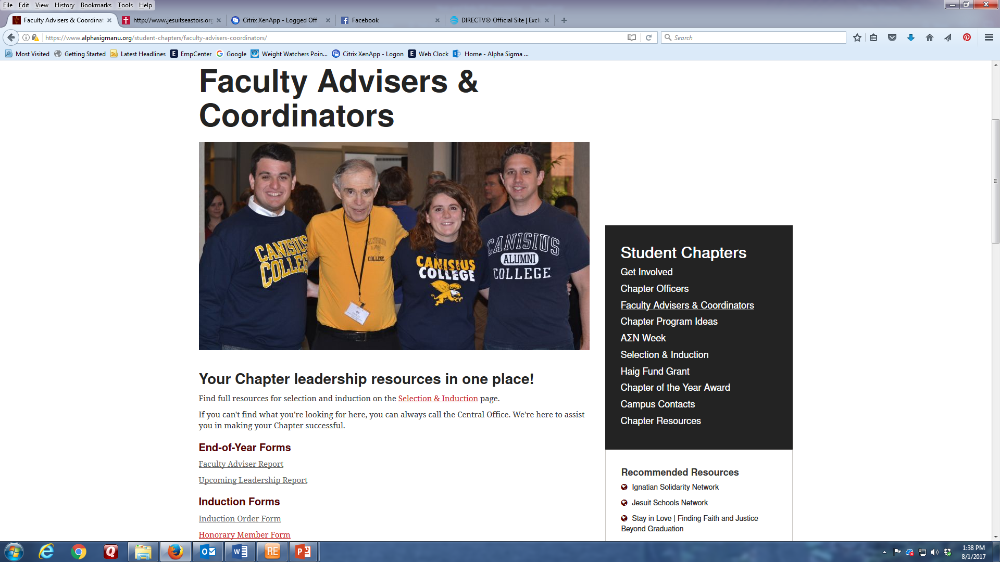 File Edit View History Bookmarks Tools Help
Faculty Advisers & Coordinat
http://www.jesuitseastois.org
Citrix XenApp - Logged Off
Facebook
DIRECTV® Official Site | Excl
https://www.alphasigmanu.org/student-chapters/faculty-advisers-coordinators/
Search
Most Visited Getting Started Latest Headlines EmpCenter Google Weight Watchers Poin... Citrix XenApp - Logon Web Clock Home - Alpha Sigma ...
Faculty Advisers &
Coordinators
CANISIUS
COLLEGE
CANISIUS
COLLEGE
CANISIUS
COLLEGE
CANISIUS
ALUMNI
COLLEGE
Your Chapter leadership resources in one place!
Find full resources for selection and induction on the Selection & Induction page.
If you can't find what you're looking for here, you can always call the Central Office. We're here to assist
you in making your Chapter successful.
End-of-Year Forms
Faculty Adviser Report
Upcoming Leadership Report
Induction Forms
Induction Order Form
Honorary Member Form
Student Chapters
Get Involved
Chapter Officers
Faculty Advisers & Coordinators
Chapter Program Ideas
ΑΣΝ Week
Selection & Induction
Haig Fund Grant
Chapter of the Year Award
Campus Contacts
Chapter Resources
Recommended Resources
Ignatian Solidarity Network
Jesuit Schools Network
Stay in Love | Finding Faith and Justice
Beyond Graduation
RE
1:38 PM
8/1/2017